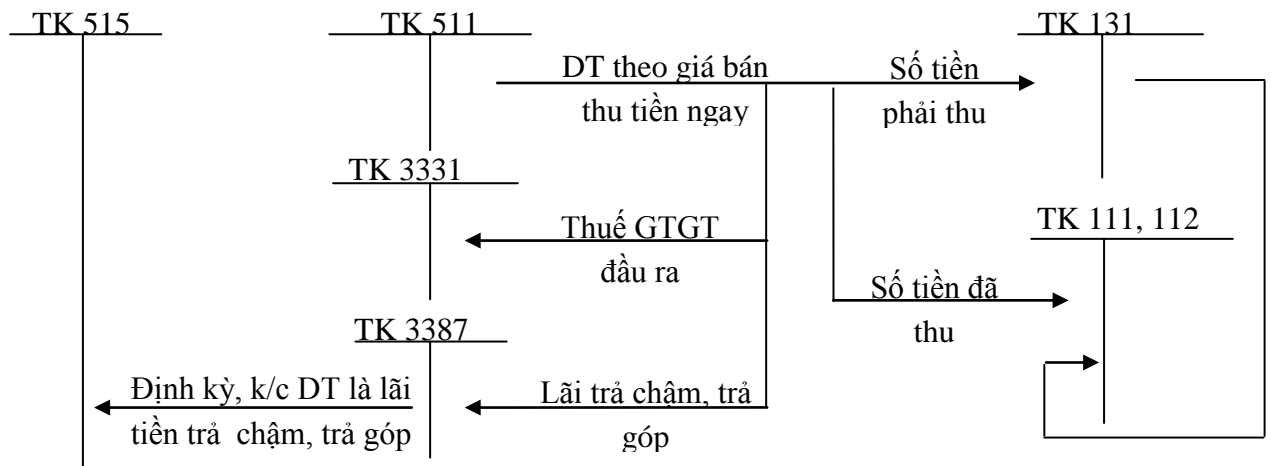 TK 515
TK 511
TK 131
DT theo giá bán
thu tiền ngay
Số tiền
phải thu
TK 3331
TK 111, 112
Thuế GTGT
đầu ra
Số tiền đã
thu
TK 3387
Định kỳ, k/c DT là lãi
tiền trả chậm, trả góp
Lãi trả chậm, trả
góp